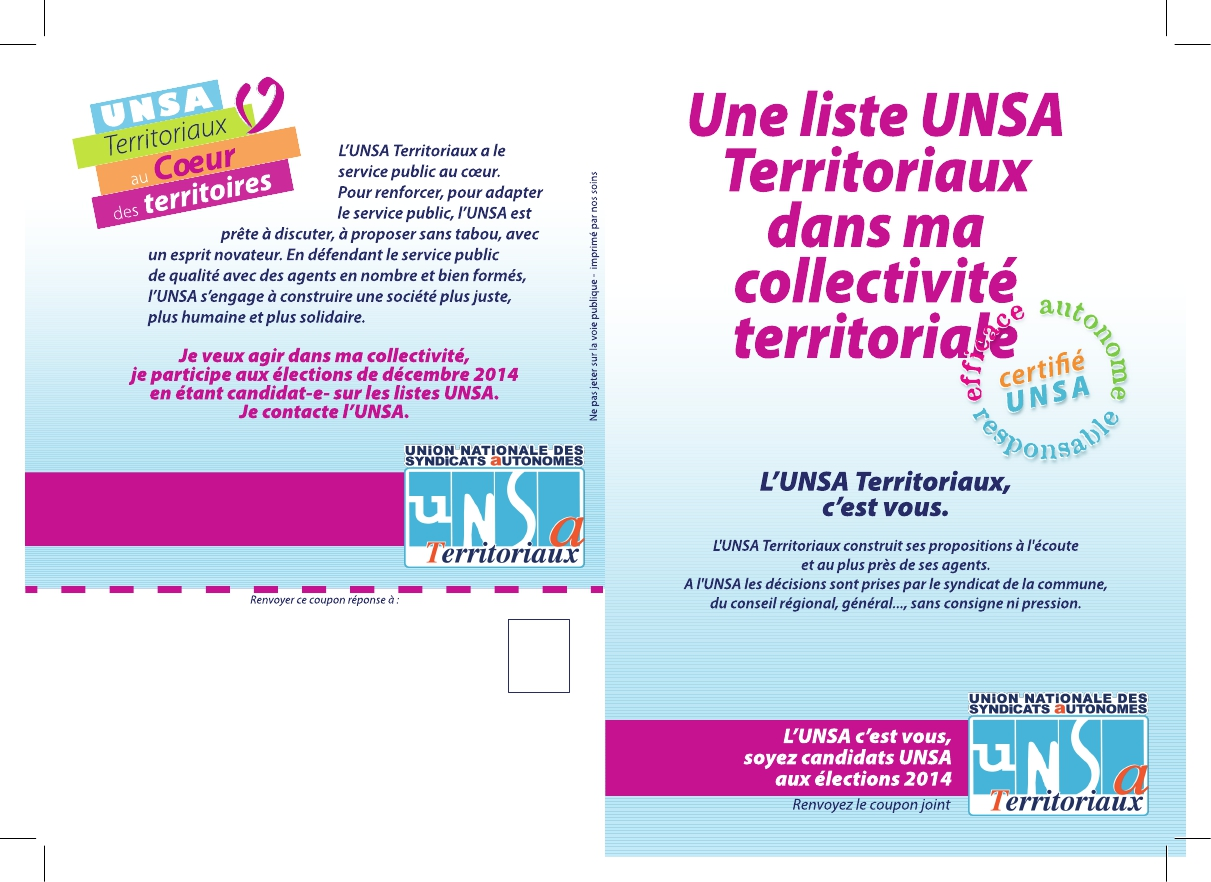 UNSA
Territoriaux
au Cœur
des territoires
L’UNSA Territoriaux a le
service public au cœur.
Pour renforcer, pour adapter
le service public, l’UNSA est
prête à discuter, à proposer sans tabou, avec
un esprit novateur. En défendant le service public
de qualité avec des agents en nombre et bien formés,
l’UNSA s’engage à construire une société plus juste,
plus humaine et plus solidaire.
Je veux agir dans ma collectivité,
je participe aux élections de décembre 2014
en étant candidat-e- sur les listes UNSA.
Je contacte l’UNSA.
UNION NATIONALE DES
SYNDICATS aUTONOMES
uNSa
Territoriaux
Renvoyer ce coupon réponse à :
Ne pas jeter sur la voie publique - imprimé par nos soins
Une liste UNSA
Territoriaux
dans ma
collectivité
territoriale
efficace autonome
certifié
UNSA
responsable
L’UNSA Territoriaux,
c’est vous.
L'UNSA Territoriaux construit ses propositions à l'écoute
et au plus près de ses agents.
A l'UNSA les décisions sont prises par le syndicat de la commune,
du conseil régional, général..., sans consigne ni pression.
L’UNSA c’est vous,
soyez candidats UNSA
aux élections 2014
Renvoyez le coupon joint
UNION NATIONALE DES
SYNDICATS aUTONOMES
uNSa
Territoriaux